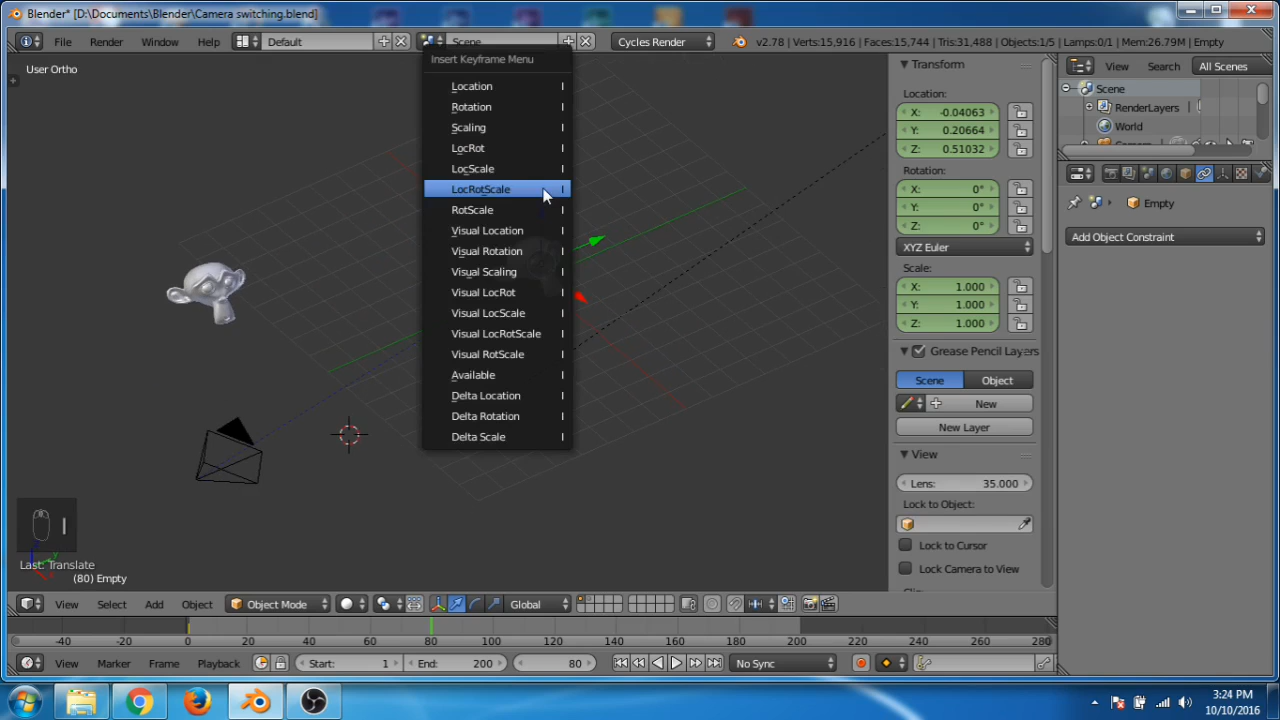 Blender* [D:\Documents\Blender\Camera switching.blend]
File Render Window Help Default Scene Cycles Render v2.78 | Verts:15,916 | Faces:15,744 | Tris:31,488 | Objects:1/5 | Lamps:0/1 | Mem:26.79M | Empty
User Ortho
Insert Keyframe Menu
Location I
Rotation I
Scaling I
LocRot I
LocScale I
LocRotScale I
RotScale I
Visual Location I
Visual Rotation I
Visual Scaling I
Visual LocRot I
Visual LocScale I
Visual LocRotScale I
Visual RotScale I
Available I
Delta Location I
Delta Rotation I
Delta Scale I
Transform
Location:
X: -0.04063
Y: 0.20664
Z: 0.51032
Rotation:
X: 0°
Y: 0°
Z: 0°
XYZ Euler
Scale:
X: 1.000
Y: 1.000
Z: 1.000
Grease Pencil Layers
Scene Object
New
New Layer
View
Lens: 35.000
Lock to Object:
Lock to Cursor
Lock Camera to View
View Search All Scenes
Scene
RenderLayers
World
Empty
Add Object Constraint
I
Last: Translate
(80) Empty
View Select Add Object Object Mode Global
-40 -20 0 20 40 60 80 100 120 140 160 180 200 220 240 260 280
View Marker Frame Playback Start: 1 End: 200 80 No Sync
3:24 PM
10/10/2016